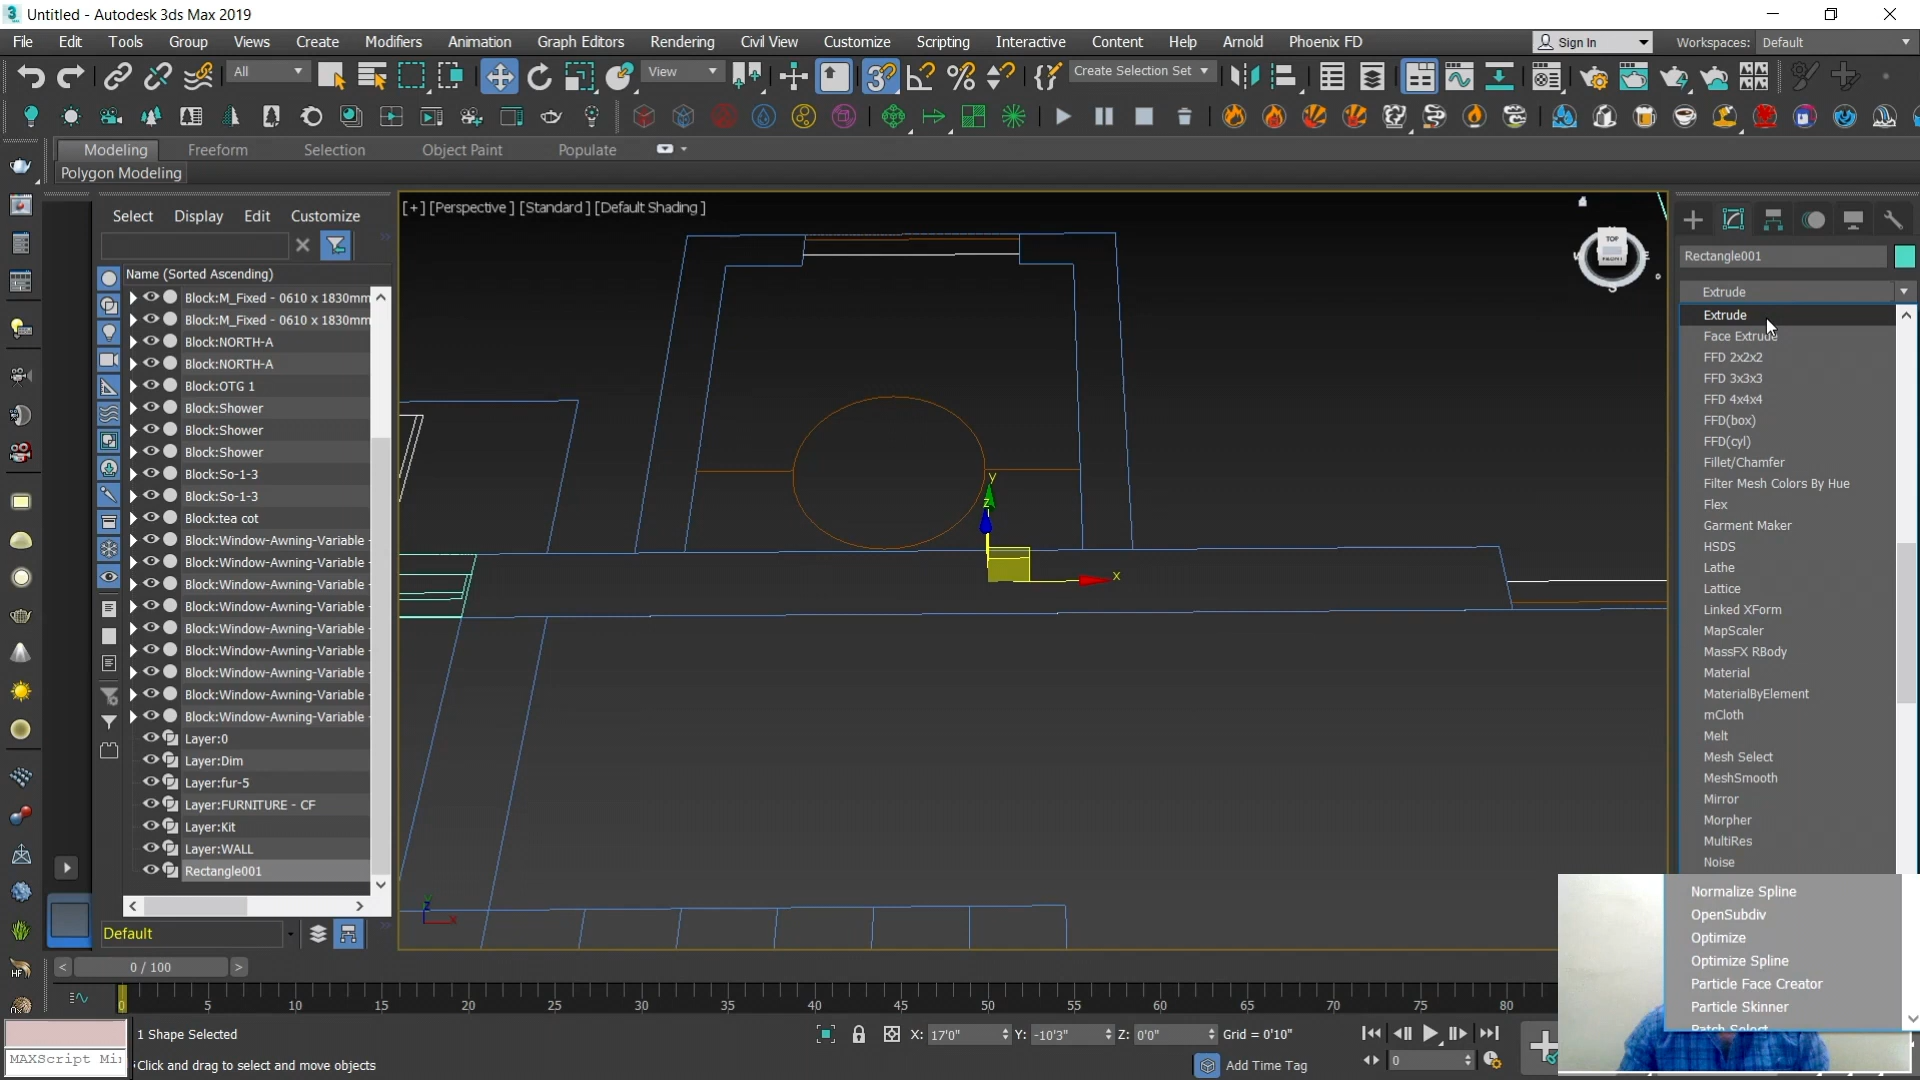 Untitled - Autodesk 3ds Max 2019
File Edit Tools Group Views Create Modifiers Animation Graph Editors Rendering Civil View Customize Scripting Interactive Content Help Arnold Phoenix FD Sign In Workspaces: Default
All View Create Selection Set
Modeling Freeform Selection Object Paint Populate
Polygon Modeling
Select Display Edit Customize
Name (Sorted Ascending)
Block:M_Fixed - 0610 x 1830mm
Block:M_Fixed - 0610 x 1830mm
Block:NORTH-A
Block:NORTH-A
Block:OTG 1
Block:Shower
Block:Shower
Block:Shower
Block:So-1-3
Block:So-1-3
Block:tea cot
Block:Window-Awning-Variable -
Block:Window-Awning-Variable -
Block:Window-Awning-Variable -
Block:Window-Awning-Variable -
Block:Window-Awning-Variable -
Block:Window-Awning-Variable -
Block:Window-Awning-Variable -
Block:Window-Awning-Variable -
Block:Window-Awning-Variable -
Layer:0
Layer:Dim
Layer:fur-5
Layer:FURNITURE - CF
Layer:Kit
Layer:WALL
Rectangle001
Default
[+] [Perspective ] [Standard ] [Default Shading ]
TOP
FRONT
S
y
z
x
Rectangle001
Extrude
Extrude
Face Extrude
FFD 2x2x2
FFD 3x3x3
FFD 4x4x4
FFD(box)
FFD(cyl)
Fillet/Chamfer
Filter Mesh Colors By Hue
Flex
Garment Maker
HSDS
Lathe
Lattice
Linked XForm
MapScaler
MassFX RBody
Material
MaterialByElement
mCloth
Melt
Mesh Select
MeshSmooth
Mirror
Morpher
MultiRes
Noise
Normalize Spline
OpenSubdiv
Optimize
Optimize Spline
Particle Face Creator
Particle Skinner
Patch Select
< 0 / 100 >
5 10 15 20 25 30 35 40 45 50 55 60 65 70 75 80
1 Shape Selected
X: 17'0" Y: -10'3" Z: 0'0" Grid = 0'10"
MAXScript Mi
Click and drag to select and move objects
Add Time Tag
0